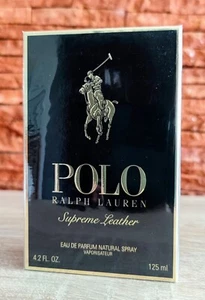 POLO
RALPH LAUREN
Supreme Leather
EAU DE PARFUM NATURAL SPRAY
VAPORISATEUR
4.2 FL. OZ. 125 ml